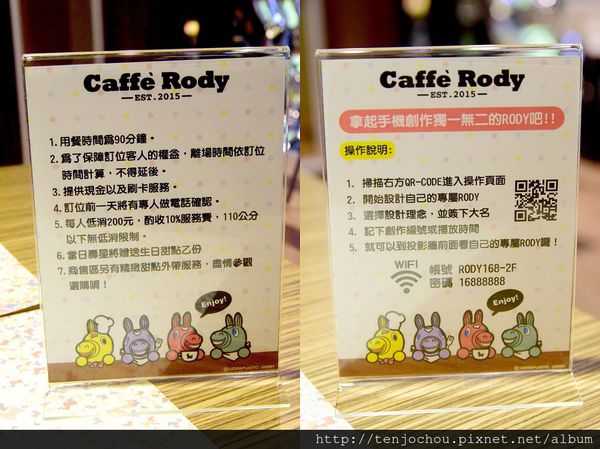 Caffè Rody
EST. 2015
1. 用餐時間為90分鐘。
2. 為了保障訂位客人的權益，離場時間依訂位
時間計算，不得延後。
3. 提供現金以及刷卡服務。
4. 訂位前一天將有專人做電話確認。
5. 每人低消200元，酌收10%服務費，110公分
以下無低消限制。
6. 當日壽星將贈送生日甜點乙份
7. 商售區另有精緻甜點外帶服務，盡情參觀
選購唷！
Enjoy!
©LEDRAPLASTIC JAPAN
Caffè Rody
EST. 2015
拿起手機創作獨一無二的RODY吧!!
操作說明:
1. 掃描右方QR-CODE進入操作頁面
2. 開始設計自己的專屬RODY
3. 選擇設計理念，並簽下大名
4. 記下創作編號或播放時間
5. 就可以到投影牆前面看自己的專屬RODY囉！
WIFI
帳號 RODY168-2F
密碼 16888888
Enjoy!
©LEDRAPLASTIC JAPAN
http://tenjochou.pixnet.net/album